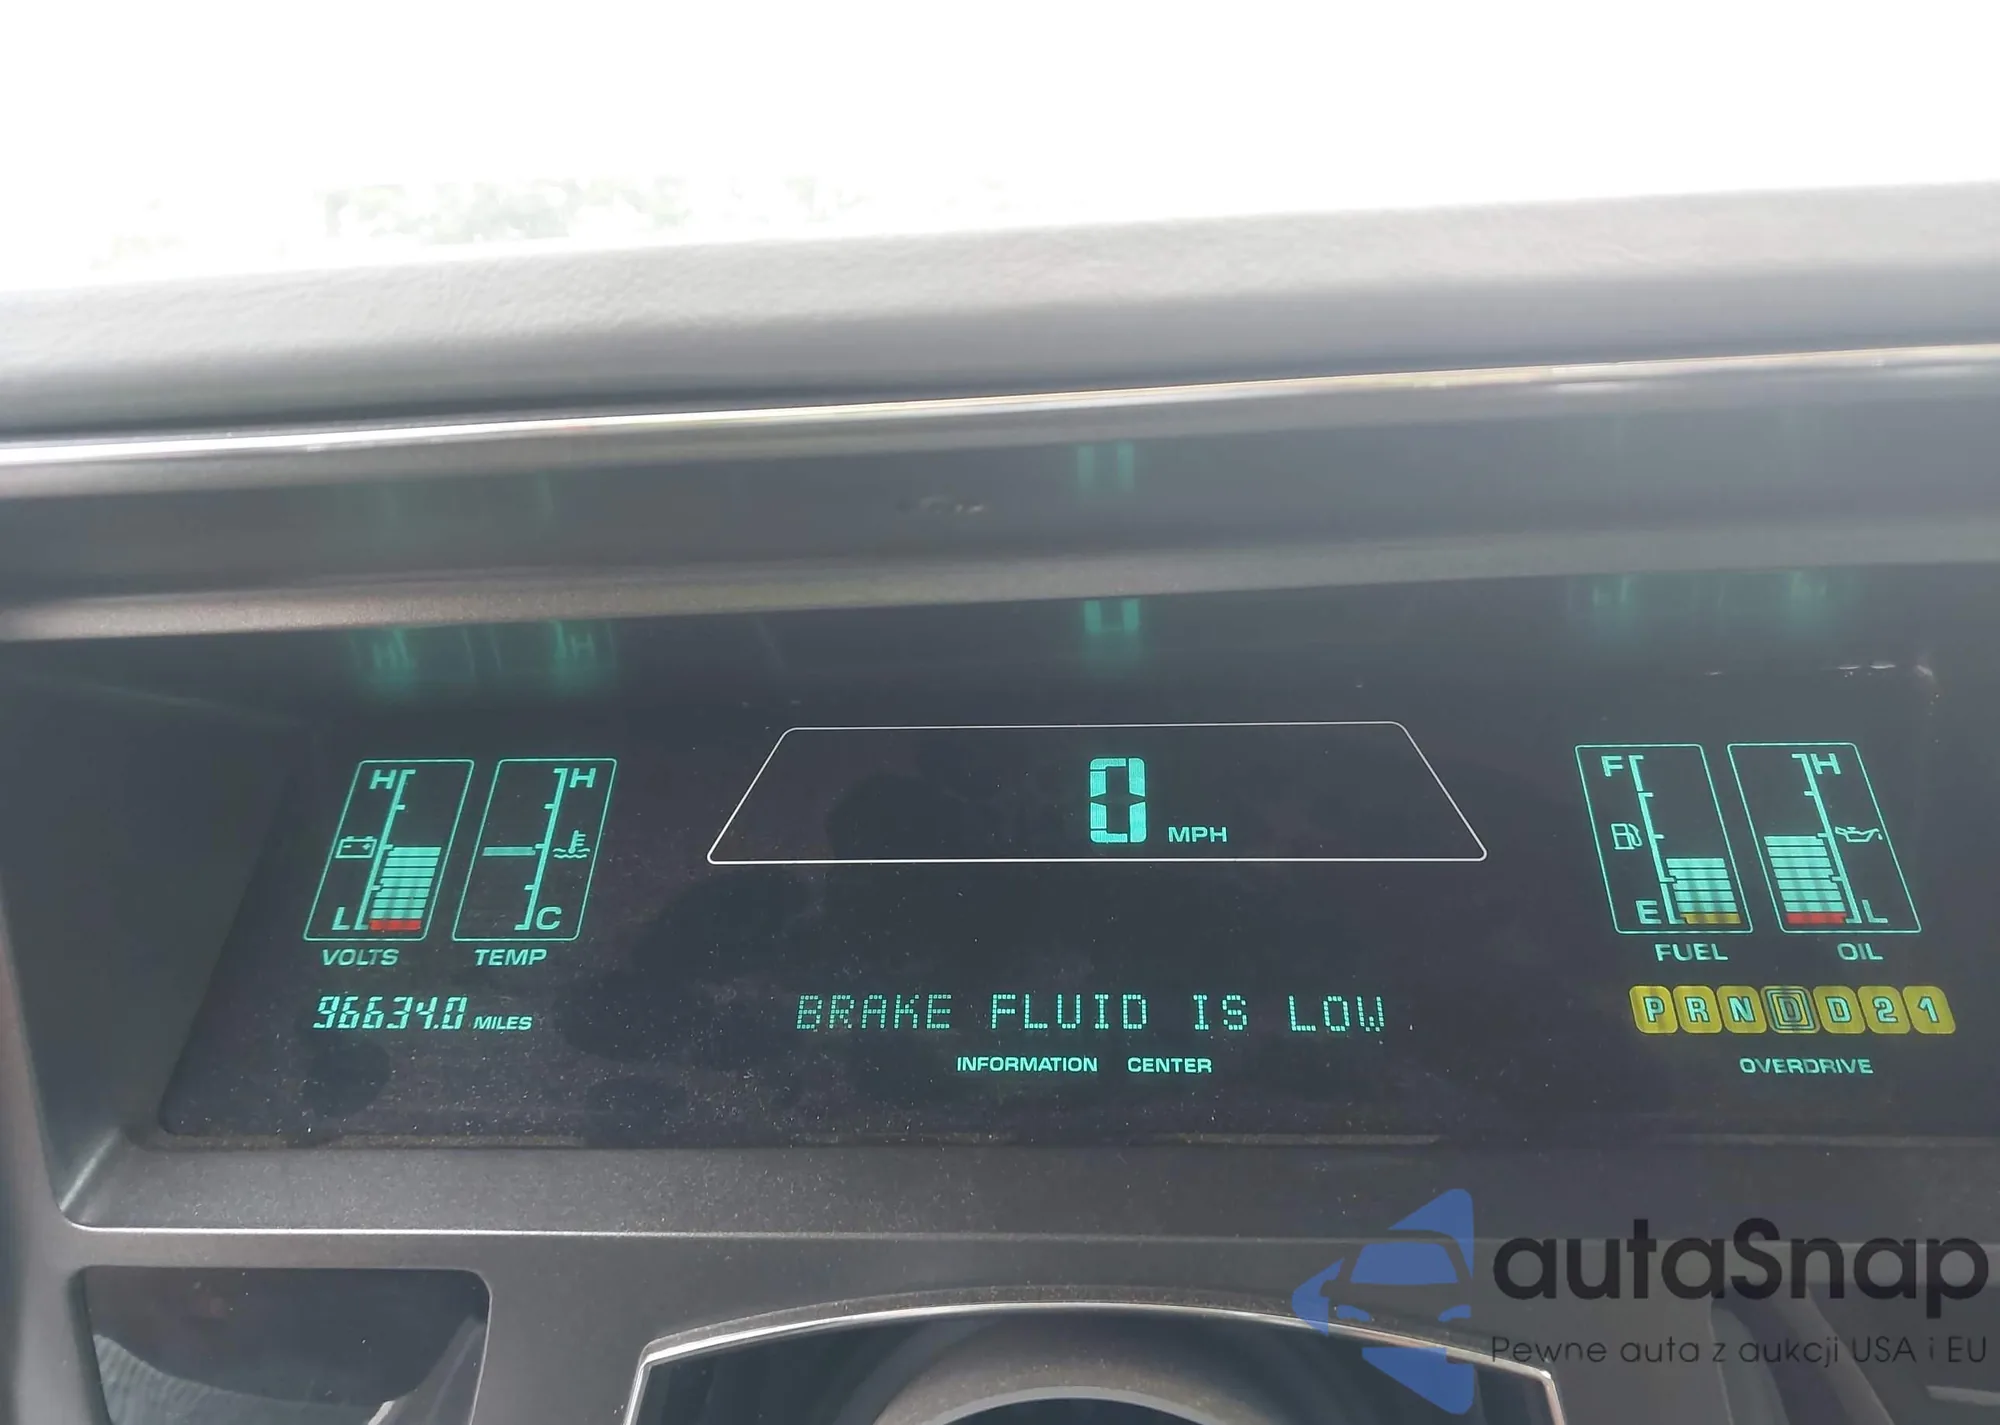 H H
L C
VOLTS TEMP
96634.0 MILES
0 MPH
BRAKE FLUID IS LOW
INFORMATION CENTER
F H
E L
FUEL OIL
P R N D D 2 1
OVERDRIVE
autaSnap
Pewne auta z aukcji USA i EU